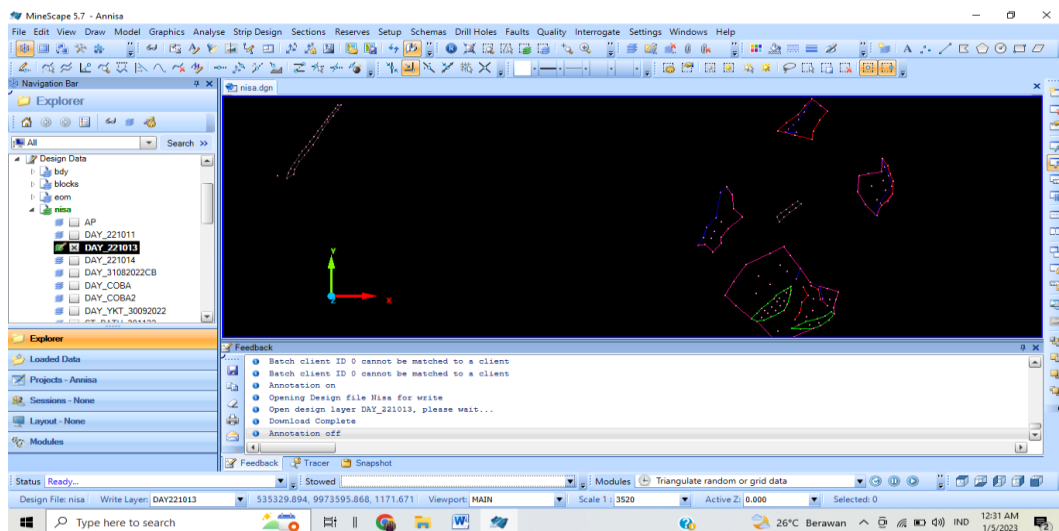 MineScape 5.7 - Annisa
File Edit View Draw Model Graphics Analyse Strip Design Sections Reserves Setup Schemas Drill Holes Faults Quality Interrogate Settings Windows Help
Navigation Bar
nisa.dgn
Explorer
All
Search >>
Design Data
bdy
blocks
eom
nisa
AP
DAY_221011
DAY_221013
DAY_221014
DAY_31082022CB
DAY_COBA
DAY_COBA2
DAY_YKT_30092022
Y
X
Z
Explorer
Loaded Data
Projects - Annisa
Sessions - None
Layout - None
Modules
Feedback
Batch client ID 0 cannot be matched to a client
Batch client ID 0 cannot be matched to a client
Annotation on
Opening Design file Nisa for write
Open design layer DAY_221013, please wait...
Download Complete
Annotation off
Feedback Tracer Snapshot
Status Ready... Stowed Modules Triangulate random or grid data
Design File: nisa Write Layer: DAY221013 535329.894, 9973595.868, 1171.671 Viewport: MAIN Scale 1 : 3520 Active Z: 0.000 Selected: 0
Type here to search
26°C Berawan
IND
12:31 AM
1/5/2023